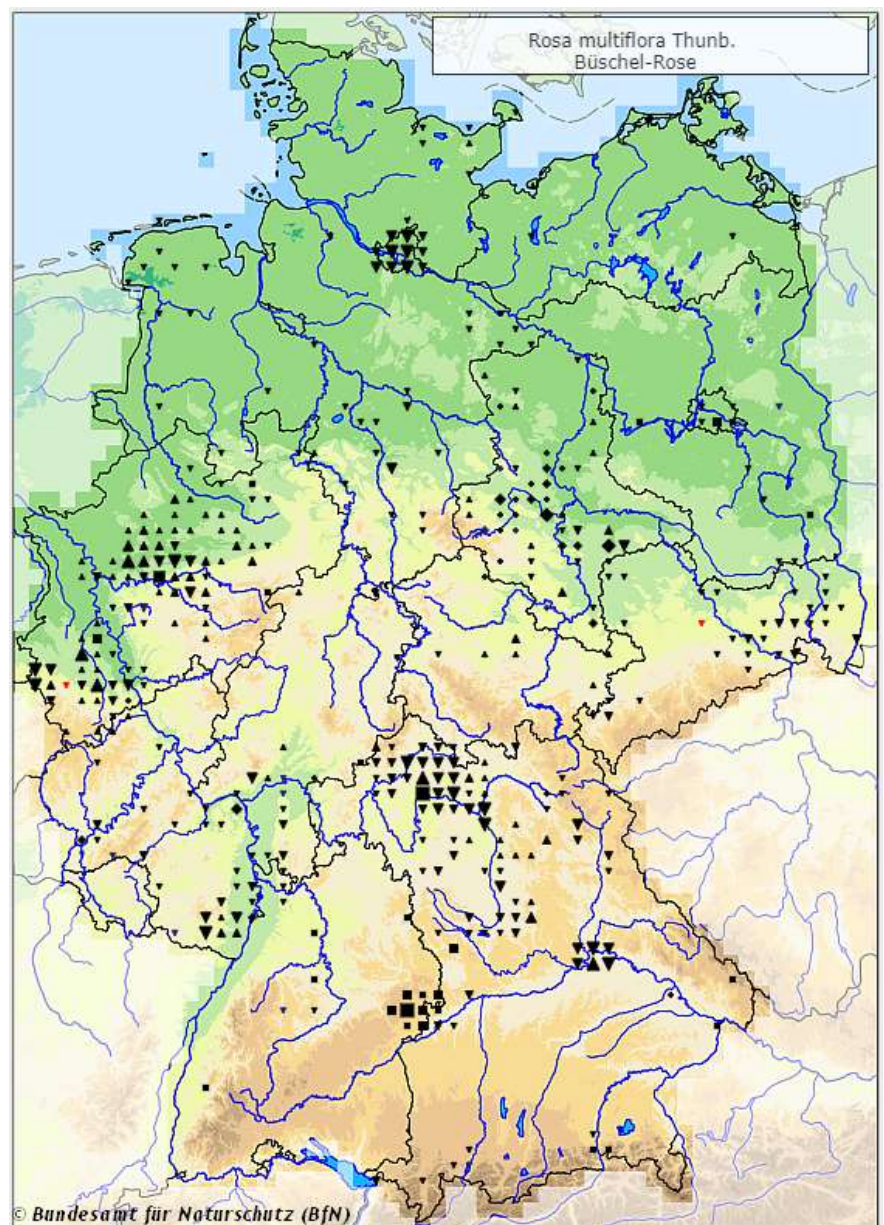 Rosa multiflora Thunb.
Büschel-Rose
© Bundesamt für Naturschutz (BfN)